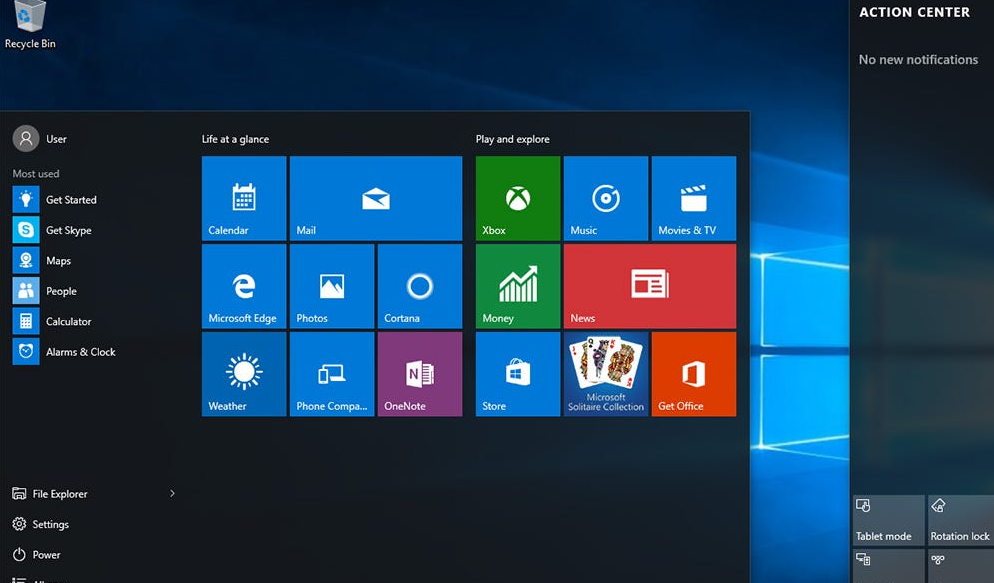 Recycle Bin
ACTION CENTER
No new notifications
User
Most used
Get Started
Get Skype
Maps
People
Calculator
Alarms & Clock
File Explorer
Settings
Power
Life at a glance
Calendar
Mail
Microsoft Edge
Photos
Cortana
Weather
Phone Compa...
OneNote
Play and explore
Xbox
Music
Movies & TV
Money
News
Store
Microsoft
Solitaire Collection
Get Office
Tablet mode
Rotation lock